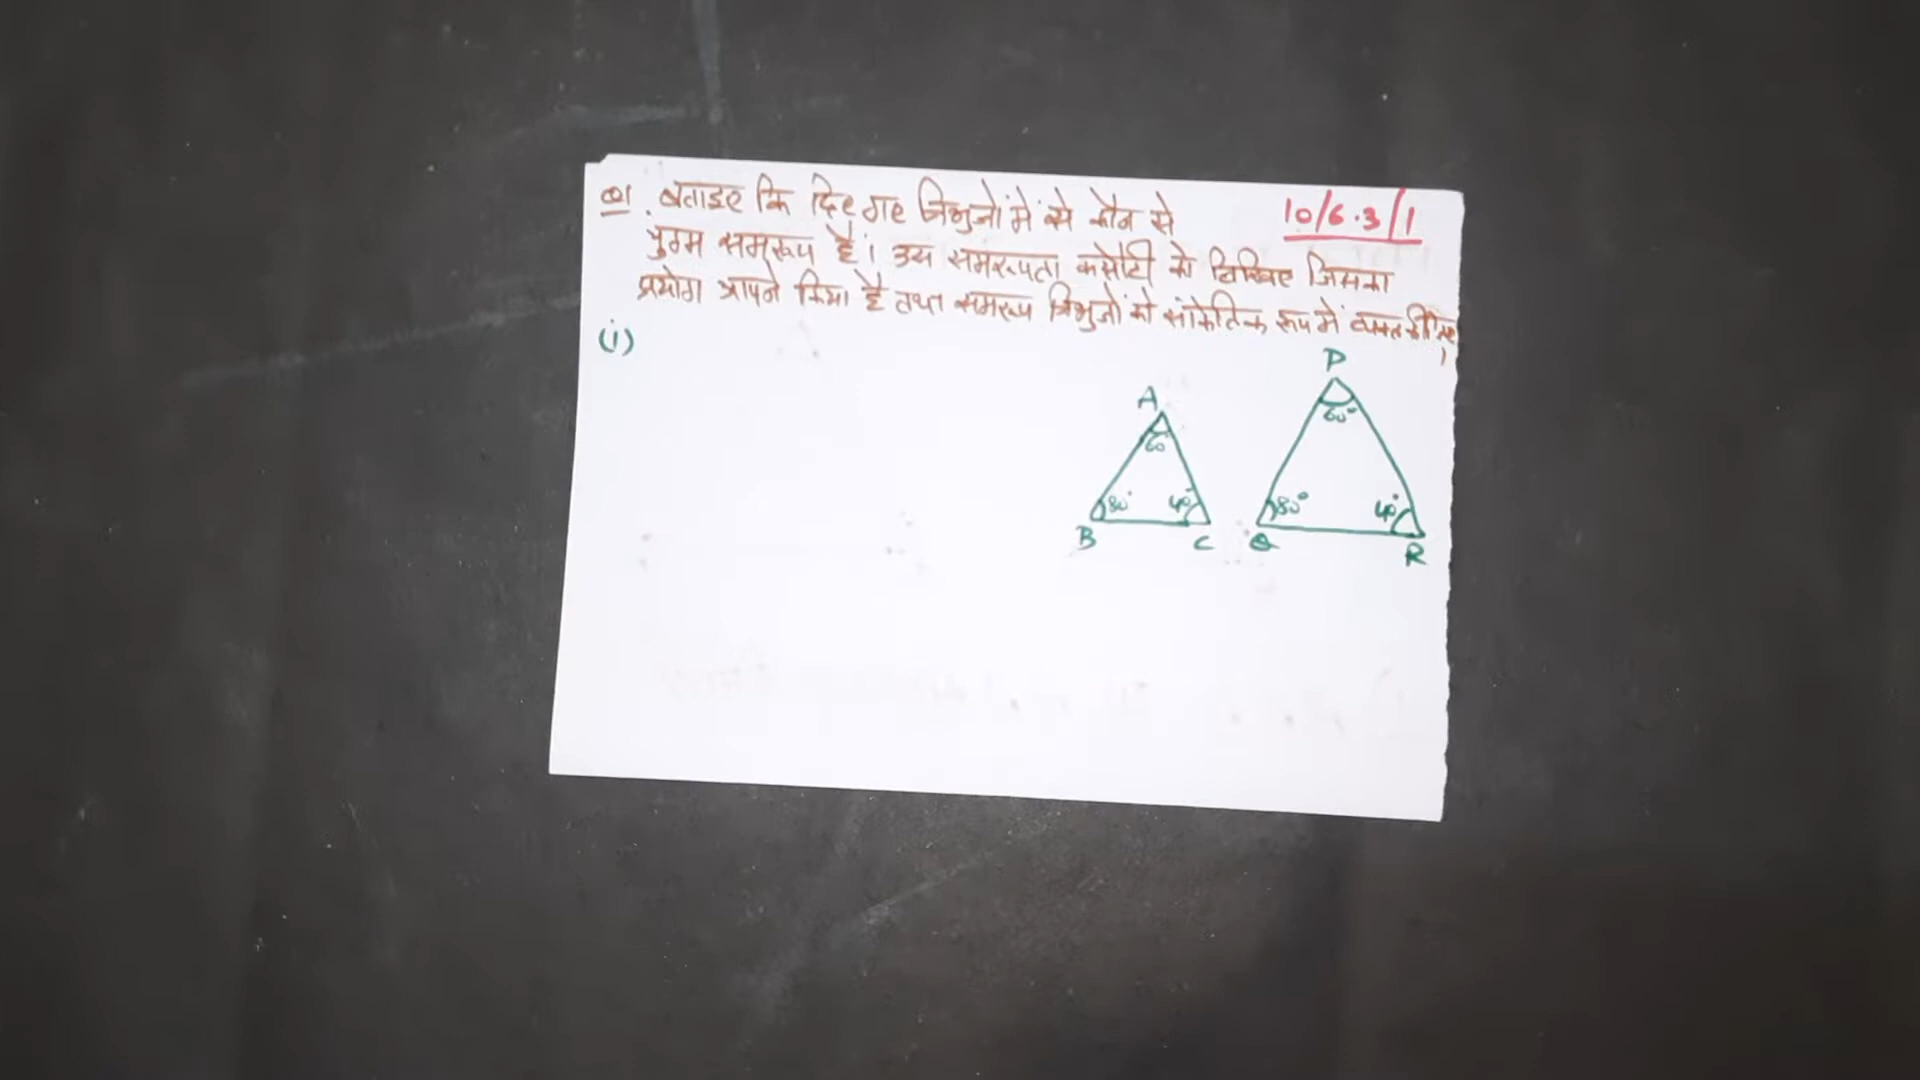 Q1. बताइए कि दिए गए त्रिभुजों में से कौन से
10/6.3/1
युग्म समरूप हैं। उस समरूपता कसौटी को लिखिए जिसका
प्रयोग आपने किया है तथा समरूप त्रिभुजों को सांकेतिक रूप में व्यक्त कीजिए।
(i)
P
60°
A
60°
80° 40°
B C
80° 40°
Q R